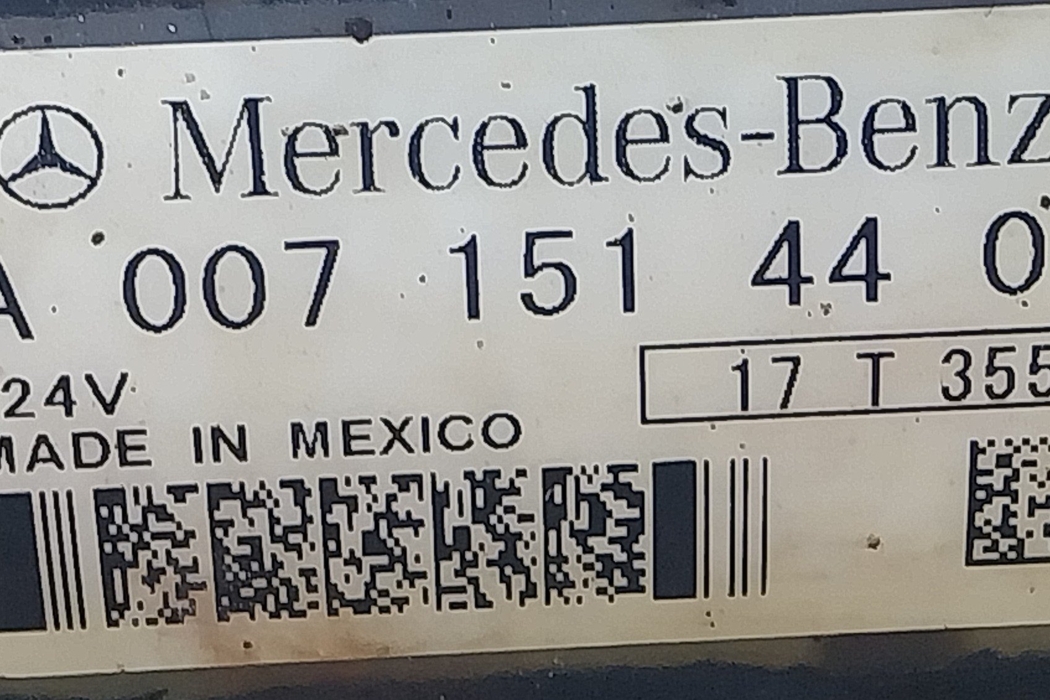 Mercedes-Benz
A 007 151 44 0
24V
17 T 355
MADE IN MEXICO